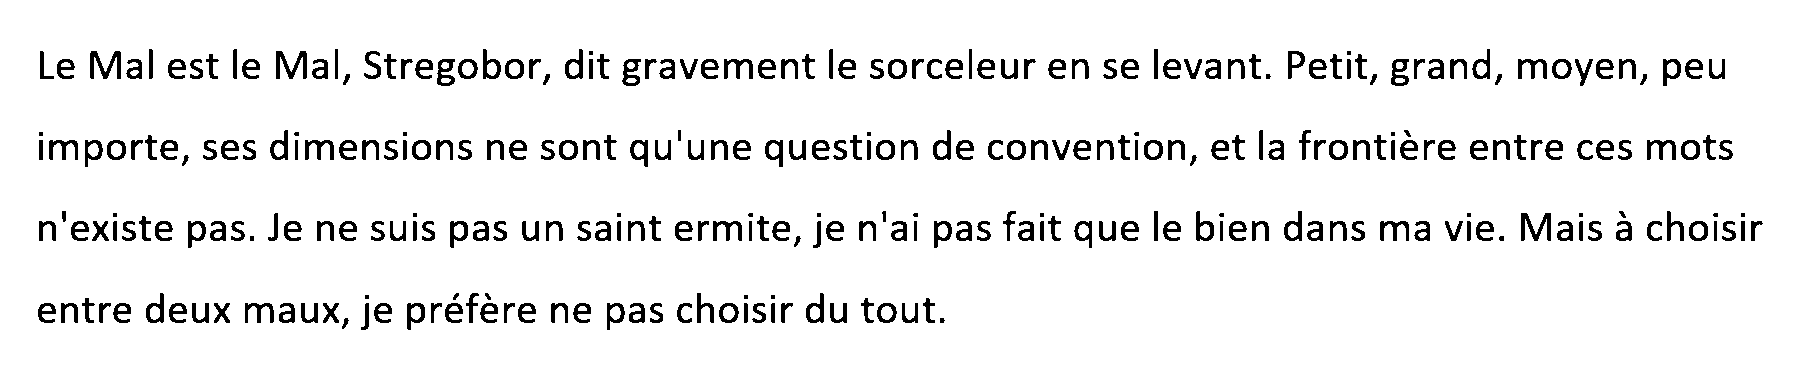 Le Mal est le Mal, Stregobor, dit gravement le sorceleur en se levant. Petit, grand, moyen, peu
importe, ses dimensions ne sont qu'une question de convention, et la frontière entre ces mots
n'existe pas. Je ne suis pas un saint ermite, je n'ai pas fait que le bien dans ma vie. Mais à choisir
entre deux maux, je préfère ne pas choisir du tout.